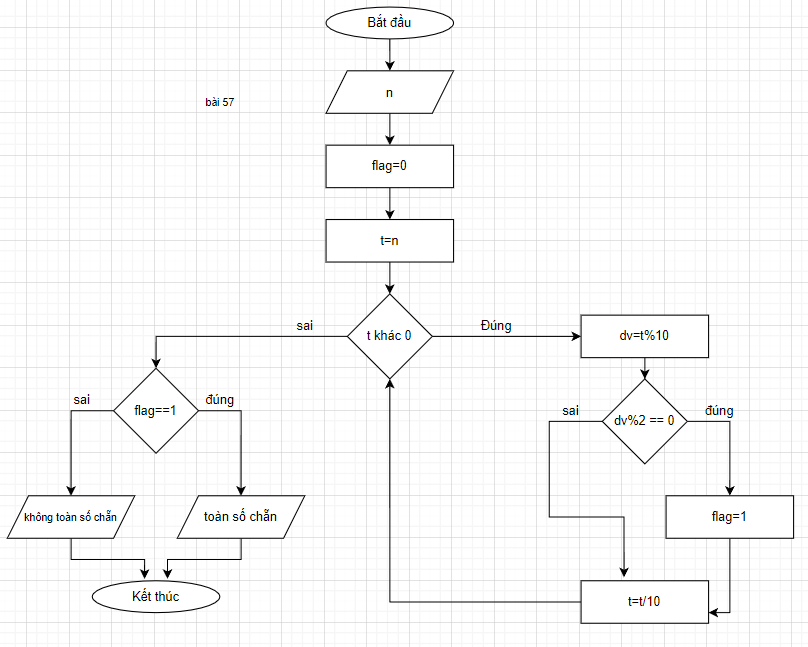 Bắt đầu
n
bài 57
flag=0
t=n
t khác 0
sai
Đúng
dv=t%10
flag==1
sai
đúng
dv%2 == 0
sai
đúng
không toàn số chẵn
toàn số chẵn
flag=1
Kết thúc
t=t/10